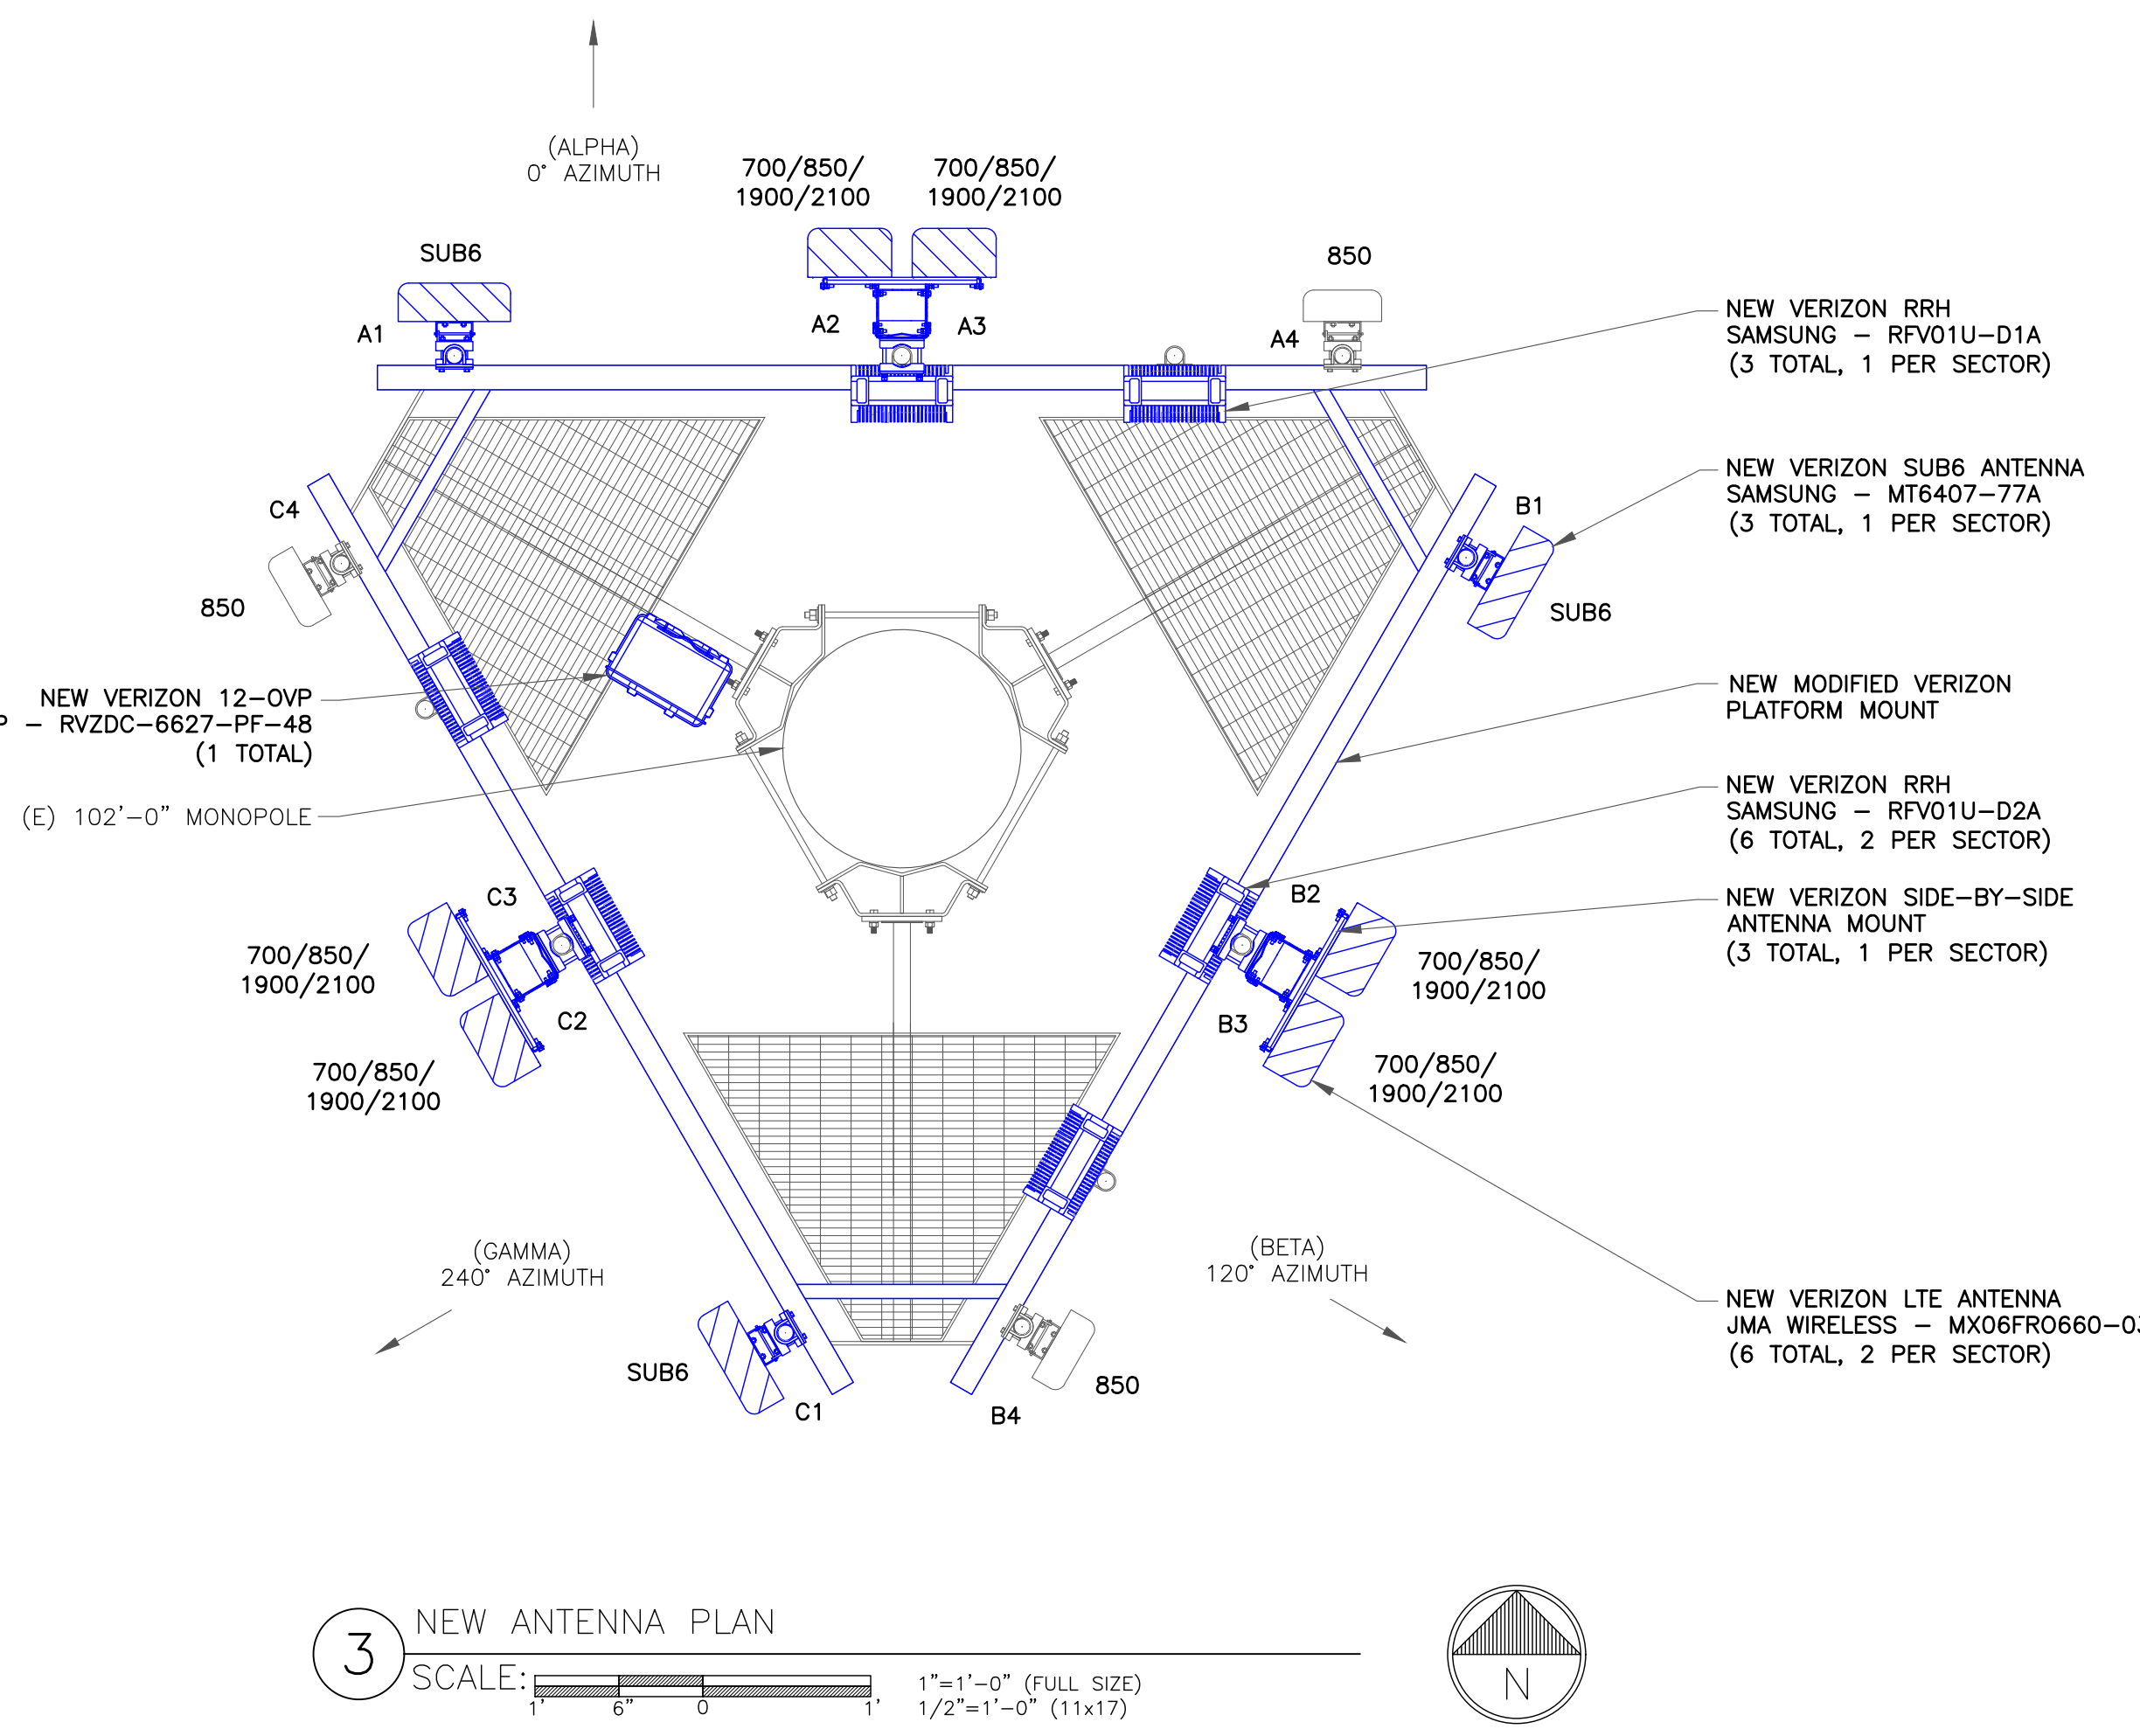 (ALPHA)
0° AZIMUTH
700/850/
1900/2100
700/850/
1900/2100
SUB6
850
A1
A2
A3
A4
NEW VERIZON RRH
SAMSUNG - RFV01U-D1A
(3 TOTAL, 1 PER SECTOR)
NEW VERIZON SUB6 ANTENNA
SAMSUNG - MT6407-77A
(3 TOTAL, 1 PER SECTOR)
C4
B1
850
SUB6
NEW VERIZON 12-OVP
P - RVZDC-6627-PF-48
(1 TOTAL)
NEW MODIFIED VERIZON
PLATFORM MOUNT
(E) 102'-0" MONOPOLE
NEW VERIZON RRH
SAMSUNG - RFV01U-D2A
(6 TOTAL, 2 PER SECTOR)
C3
B2
NEW VERIZON SIDE-BY-SIDE
ANTENNA MOUNT
(3 TOTAL, 1 PER SECTOR)
700/850/
1900/2100
700/850/
1900/2100
C2
B3
700/850/
1900/2100
700/850/
1900/2100
(GAMMA)
240° AZIMUTH
(BETA)
120° AZIMUTH
NEW VERIZON LTE ANTENNA
JMA WIRELESS - MX06FRO660-03
(6 TOTAL, 2 PER SECTOR)
SUB6
C1
B4
850
3
NEW ANTENNA PLAN
SCALE:
1' 6" 0 1'
1"=1'-0" (FULL SIZE)
1/2"=1'-0" (11x17)
N